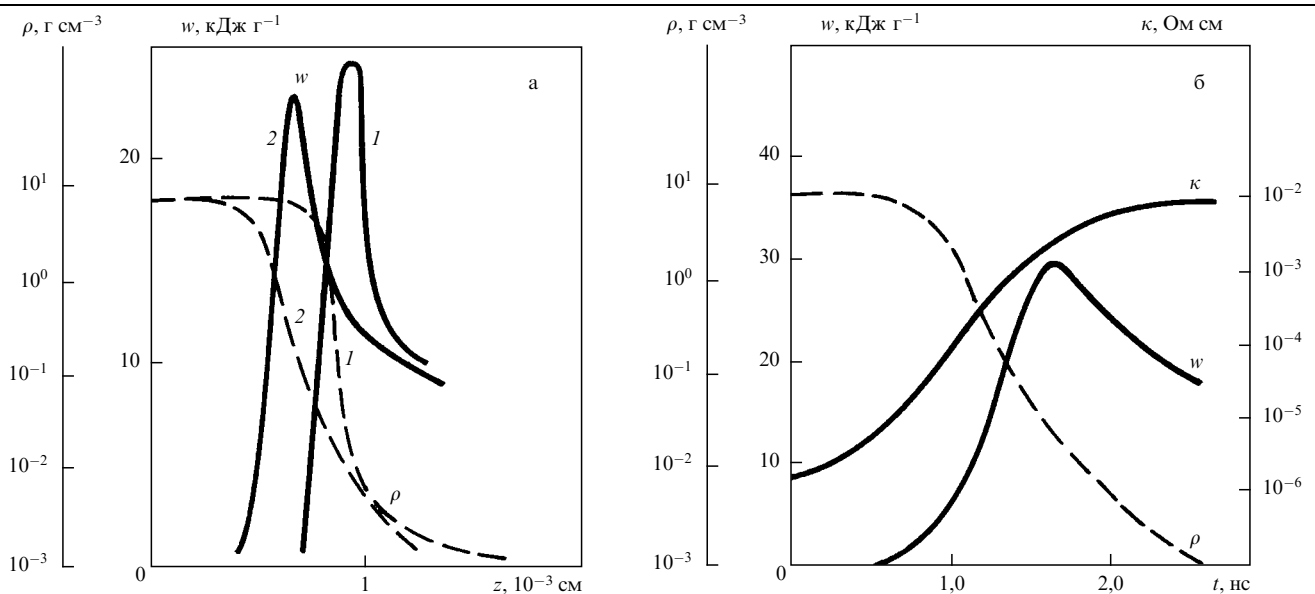 ρ, г см⁻³
w, кДж г⁻¹
а
w
2
1
20
10¹
10⁰
2
1
10
10⁻¹
10⁻²
ρ
10⁻³
0
1
z, 10⁻³ см
ρ, г см⁻³
w, кДж г⁻¹
κ, Ом см
б
40
10¹
κ
10⁻²
30
10⁰
10⁻³
20
10⁻¹
w
10⁻⁴
10⁻⁵
10
10⁻²
10⁻⁶
ρ
10⁻³
0
1,0
2,0
t, нс